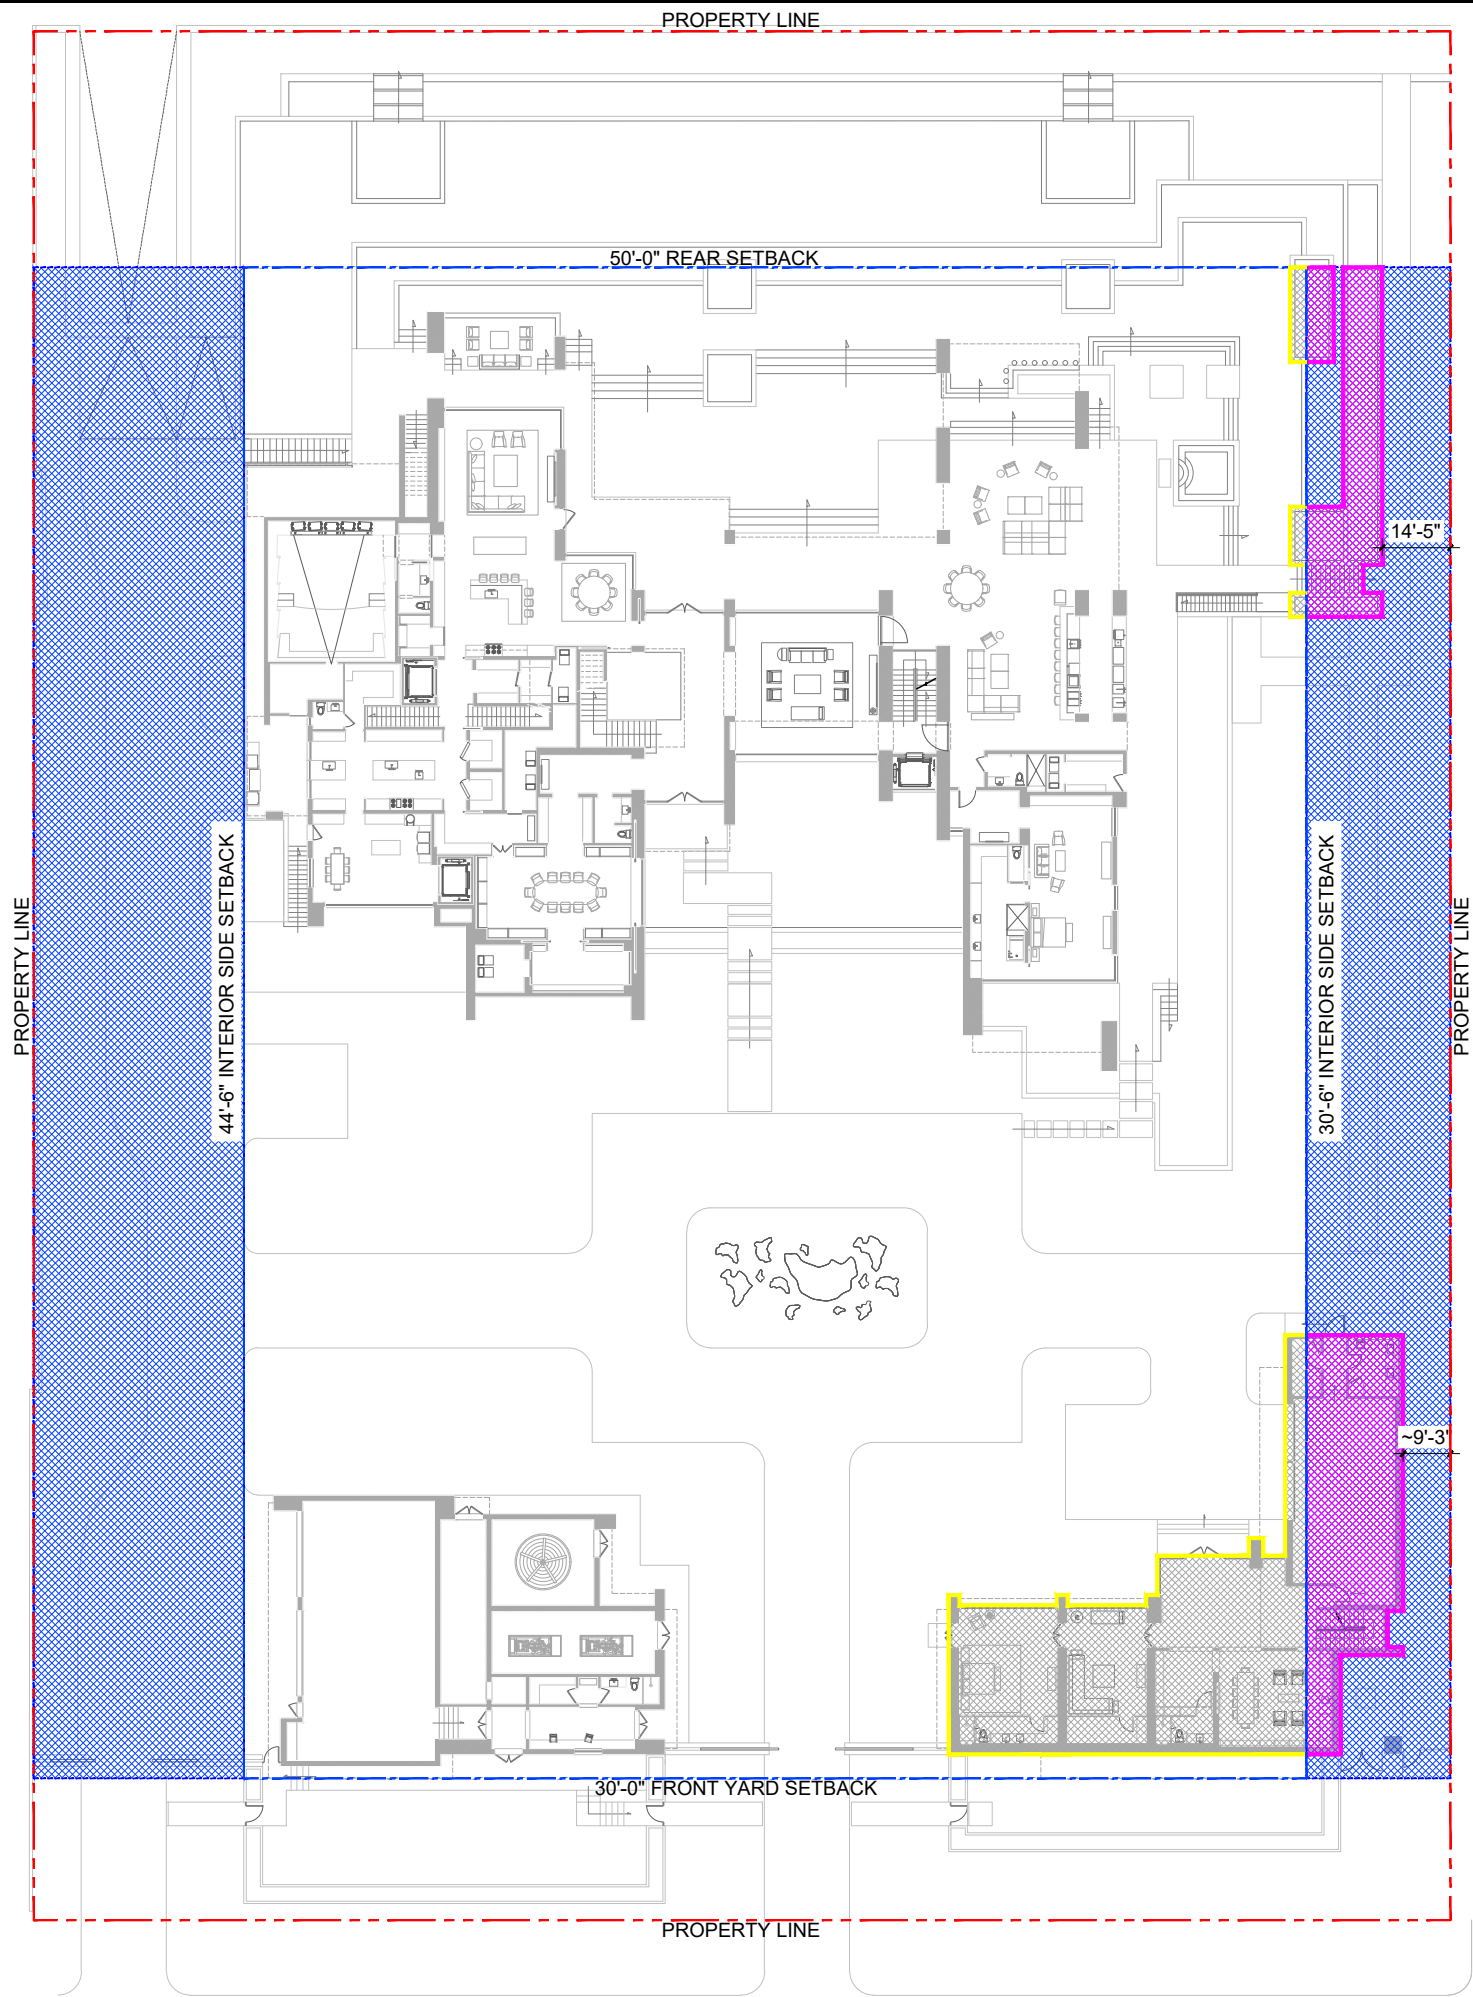 PROPERTY LINE
50'-0" REAR SETBACK
14'-5"
44'-6" INTERIOR SIDE SETBACK
30'-6" INTERIOR SIDE SETBACK
PROPERTY LINE
PROPERTY LINE
~9'-3"
30'-0" FRONT YARD SETBACK
PROPERTY LINE